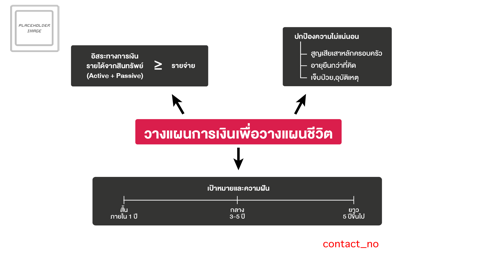 PLACEHOLDER
IMAGE
อิสระทางการเงิน
รายได้จากสินทรัพย์ ≥ รายจ่าย
(Active + Passive)
ปกป้องความไม่แน่นอน
สูญเสียเสาหลักครอบครัว
อายุยืนกว่าที่คิด
เจ็บป่วย,อุบัติเหตุ
วางแผนการเงินเพื่อวางแผนชีวิต
เป้าหมายและความฝัน
สั้น กลาง ยาว
ภายใน 1 ปี 3-5 ปี 5 ปีขึ้นไป
contact_no